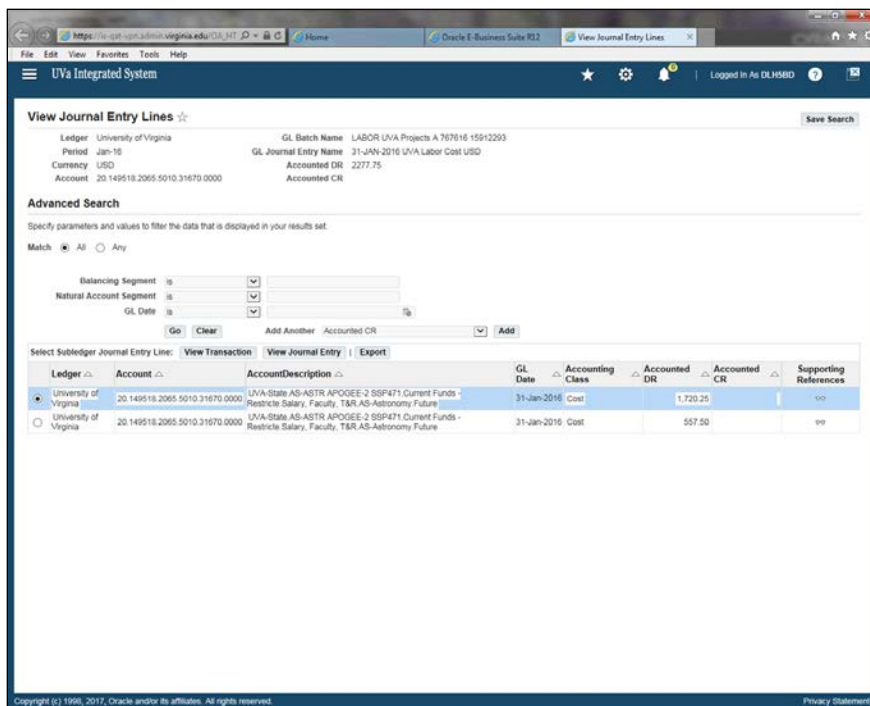 https://is-qat-vpn.admin.virginia.edu/OA_HT
Home
Oracle E-Business Suite R12
View Journal Entry Lines
File Edit View Favorites Tools Help
UVa Integrated System
Logged In As DLH5BD
View Journal Entry Lines
Save Search
Ledger University of Virginia
GL Batch Name LABOR UVA Projects A 767616 15912293
Period Jan-16
GL Journal Entry Name 31-JAN-2016 UVA Labor Cost USD
Currency USD
Accounted DR 2277.75
Account 20.149518.2065.5010.31670.0000
Accounted CR
Advanced Search
Specify parameters and values to filter the data that is displayed in your results set.
Match All Any
Balancing Segment is
Natural Account Segment is
GL Date is
Go Clear Add Another Accounted CR Add
Select Subledger Journal Entry Line: View Transaction View Journal Entry | Export
Ledger Account AccountDescription GL Date Accounting Class Accounted DR Accounted CR Supporting References
University of Virginia 20.149518.2065.5010.31670.0000 UVA-State.AS-ASTR APOGEE-2 SSP471.Current Funds - Restricte.Salary, Faculty, T&R.AS-Astronomy.Future 31-Jan-2016 Cost 1,720.25
University of Virginia 20.149518.2065.5010.31670.0000 UVA-State.AS-ASTR APOGEE-2 SSP471.Current Funds - Restricte.Salary, Faculty, T&R.AS-Astronomy.Future 31-Jan-2016 Cost 557.50
Copyright (c) 1998, 2017, Oracle and/or its affiliates. All rights reserved.
Privacy Statement